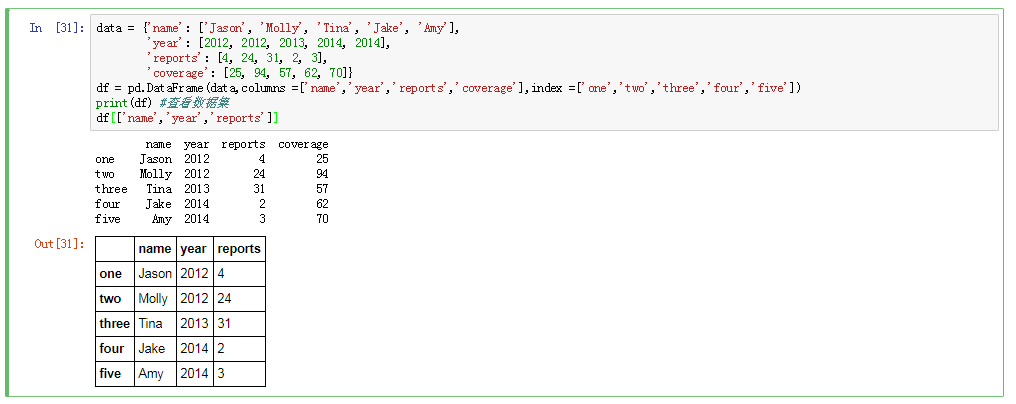 In [31]: data = {'name': ['Jason', 'Molly', 'Tina', 'Jake', 'Amy'],
'year': [2012, 2012, 2013, 2014, 2014],
'reports': [4, 24, 31, 2, 3],
'coverage': [25, 94, 57, 62, 70]}
df = pd.DataFrame(data,columns =['name','year','reports','coverage'],index =['one','two','three','four','five'])
print(df) #查看数据集
df[['name','year','reports']]
name year reports coverage
one Jason 2012 4 25
two Molly 2012 24 94
three Tina 2013 31 57
four Jake 2014 2 62
five Amy 2014 3 70
Out[31]:
name year reports
one Jason 2012 4
two Molly 2012 24
three Tina 2013 31
four Jake 2014 2
five Amy 2014 3